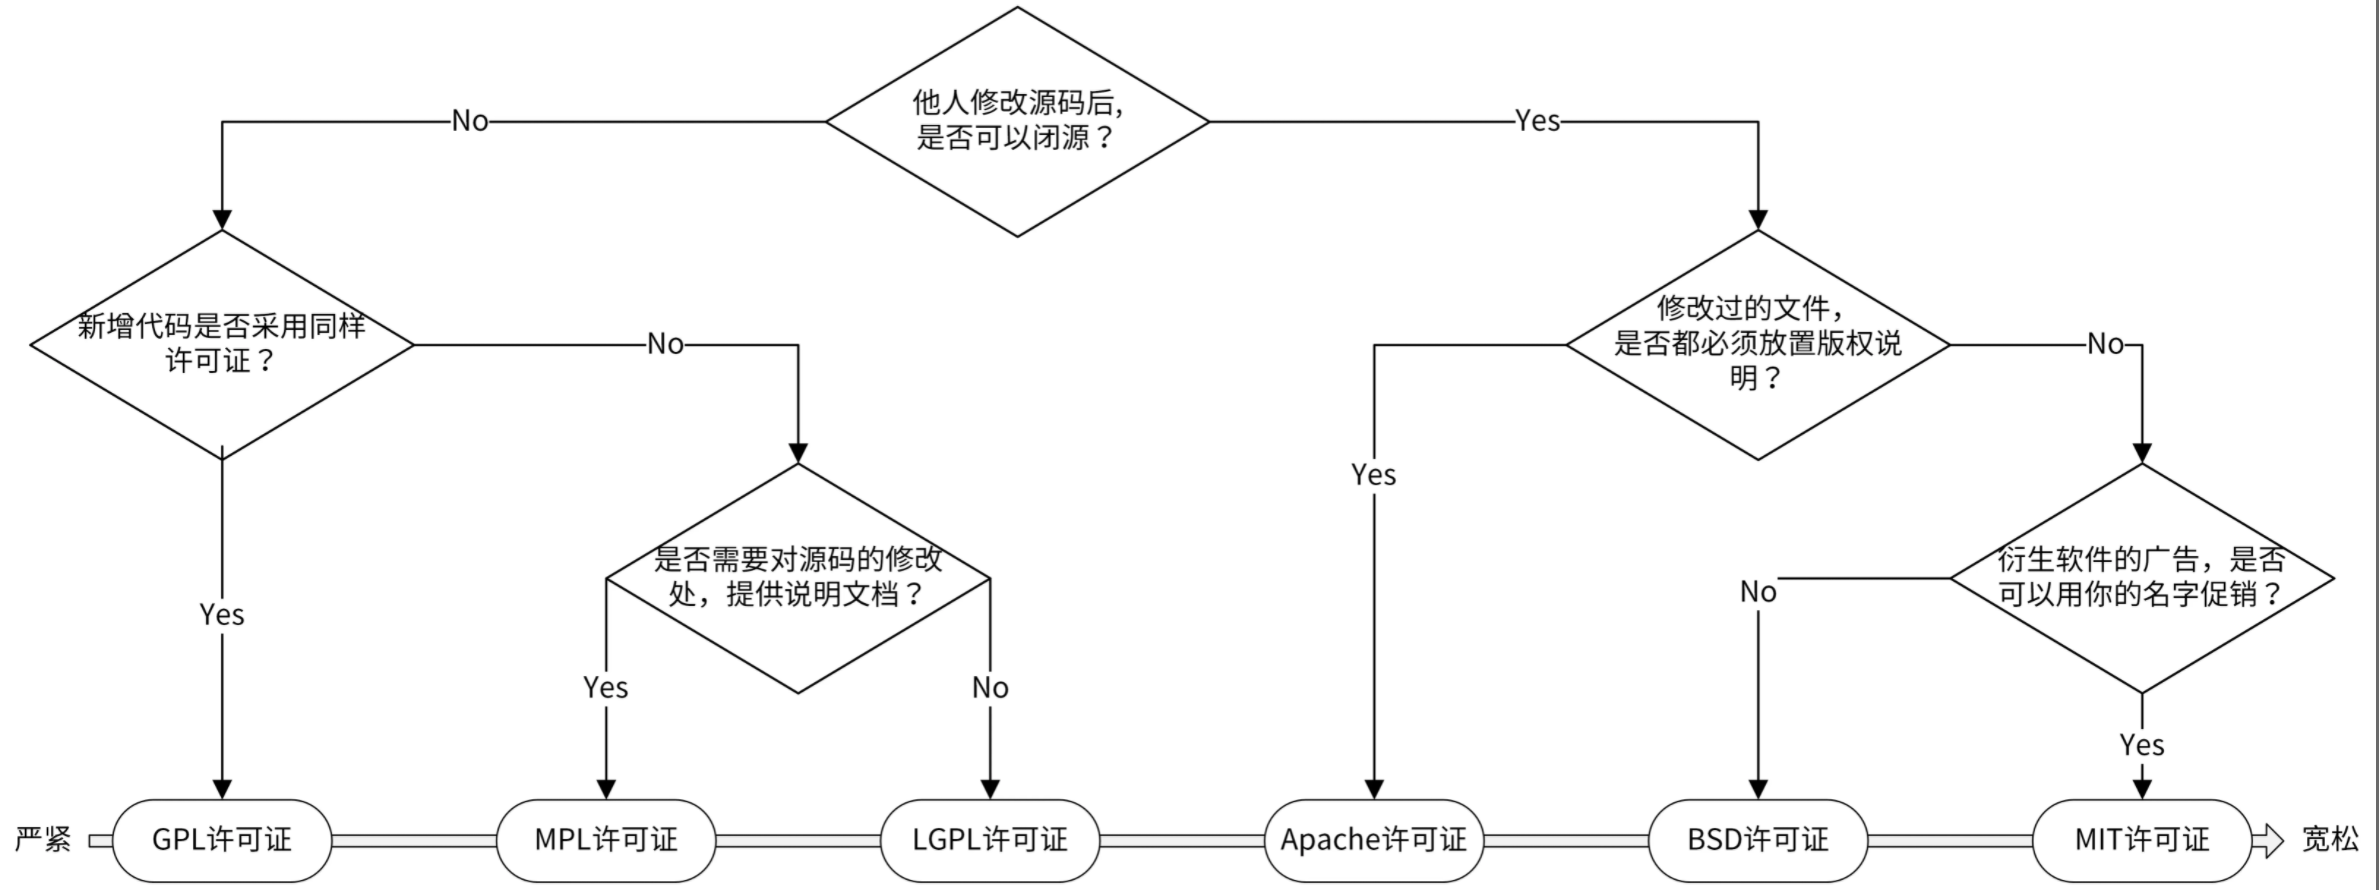 他人修改源码后,
是否可以闭源？
No
Yes
新增代码是否采用同样
许可证？
No
修改过的文件，
是否都必须放置版权说
明？
No
Yes
是否需要对源码的修改
处，提供说明文档？
衍生软件的广告，是否
可以用你的名字促销？
No
Yes
Yes
No
Yes
严紧
GPL许可证
MPL许可证
LGPL许可证
Apache许可证
BSD许可证
MIT许可证
宽松